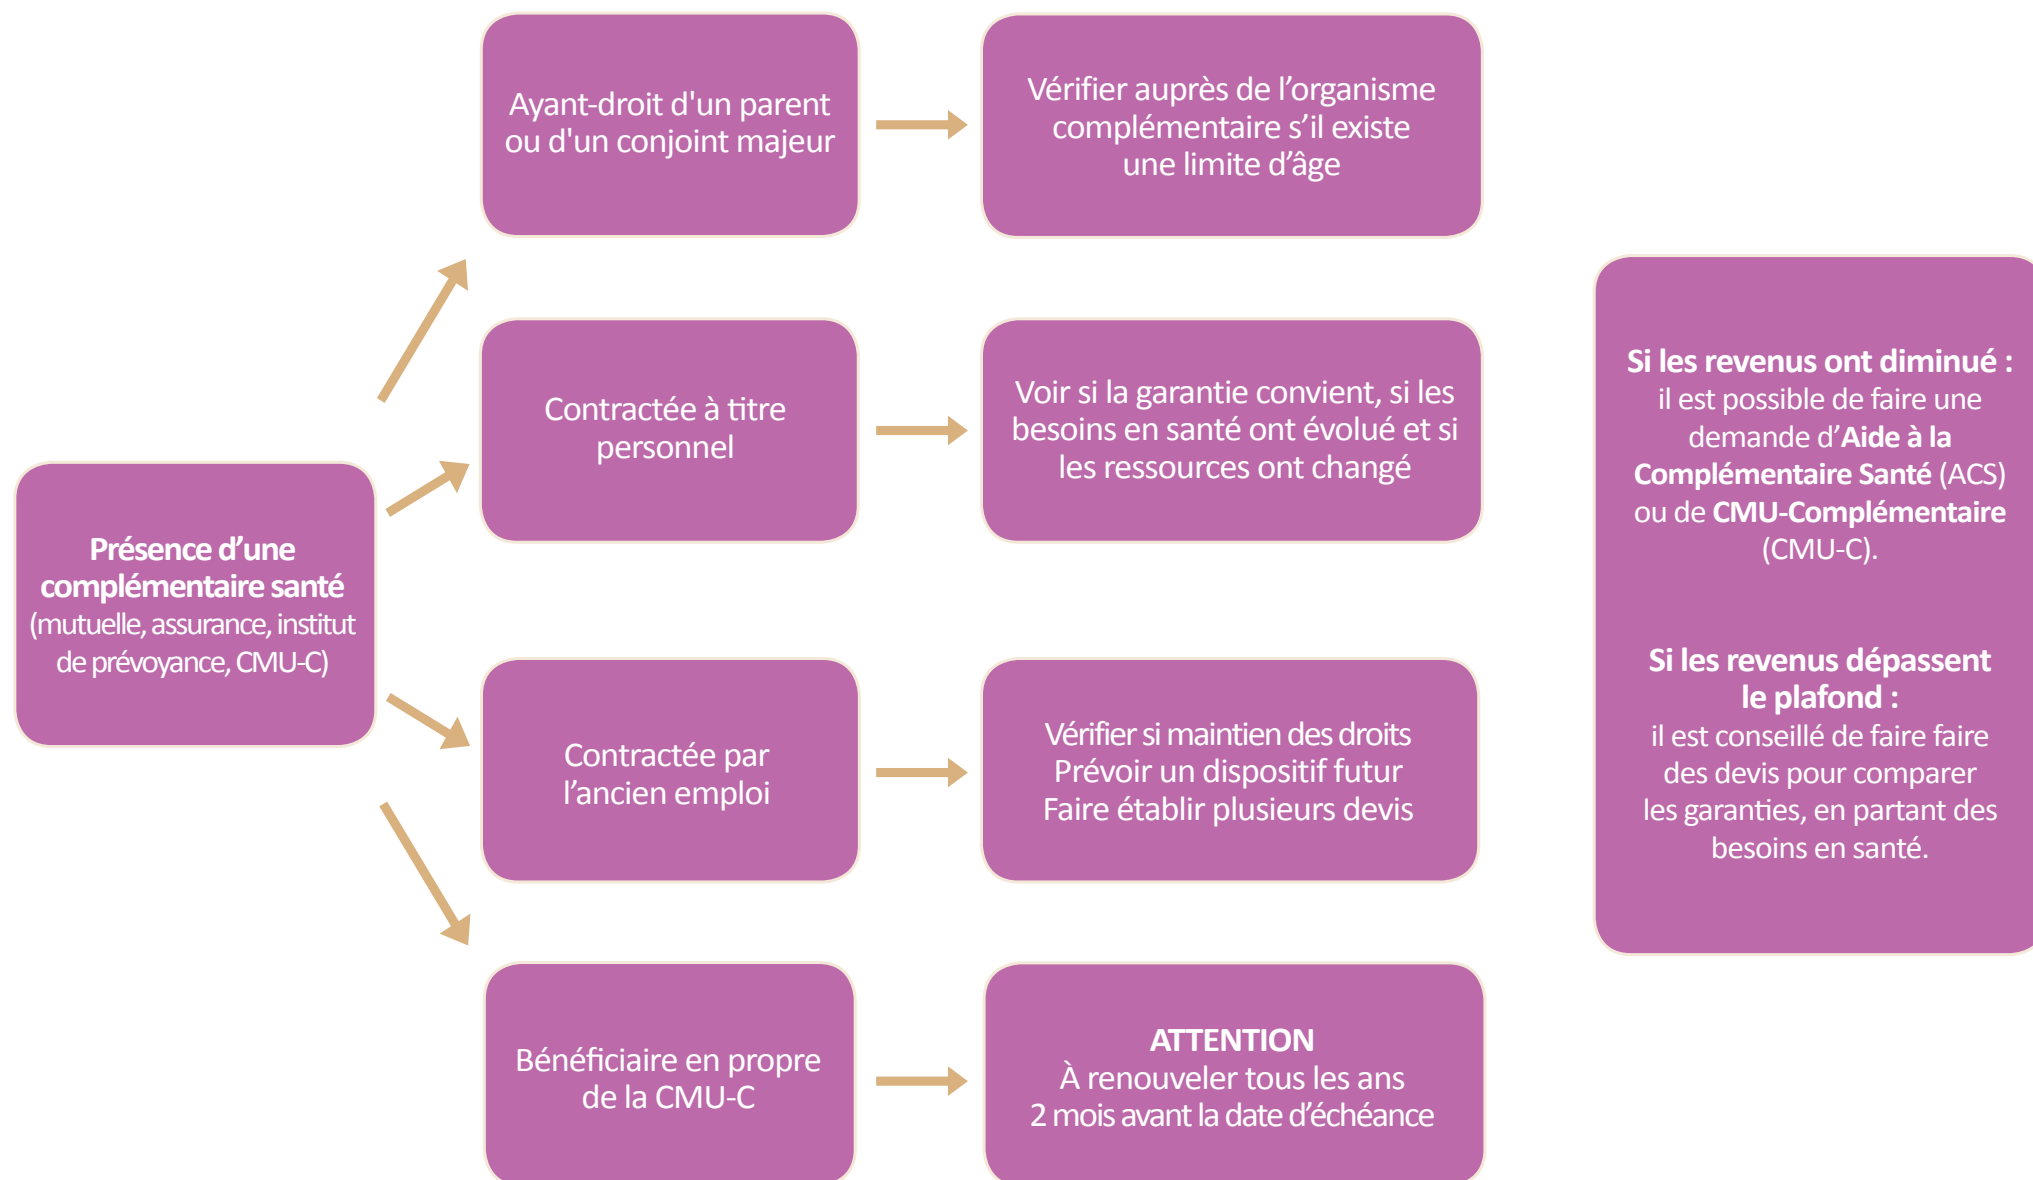 Présence d’une
complémentaire santé
(mutuelle, assurance, institut
de prévoyance, CMU-C)
Ayant-droit d'un parent
ou d'un conjoint majeur
Vérifier auprès de l’organisme
complémentaire s’il existe
une limite d’âge
Contractée à titre
personnel
Voir si la garantie convient, si les
besoins en santé ont évolué et si
les ressources ont changé
Contractée par
l’ancien emploi
Vérifier si maintien des droits
Prévoir un dispositif futur
Faire établir plusieurs devis
Bénéficiaire en propre
de la CMU-C
ATTENTION
À renouveler tous les ans
2 mois avant la date d’échéance
Si les revenus ont diminué :
il est possible de faire une
demande d’Aide à la
Complémentaire Santé (ACS)
ou de CMU-Complémentaire
(CMU-C).
Si les revenus dépassent
le plafond :
il est conseillé de faire faire
des devis pour comparer
les garanties, en partant des
besoins en santé.